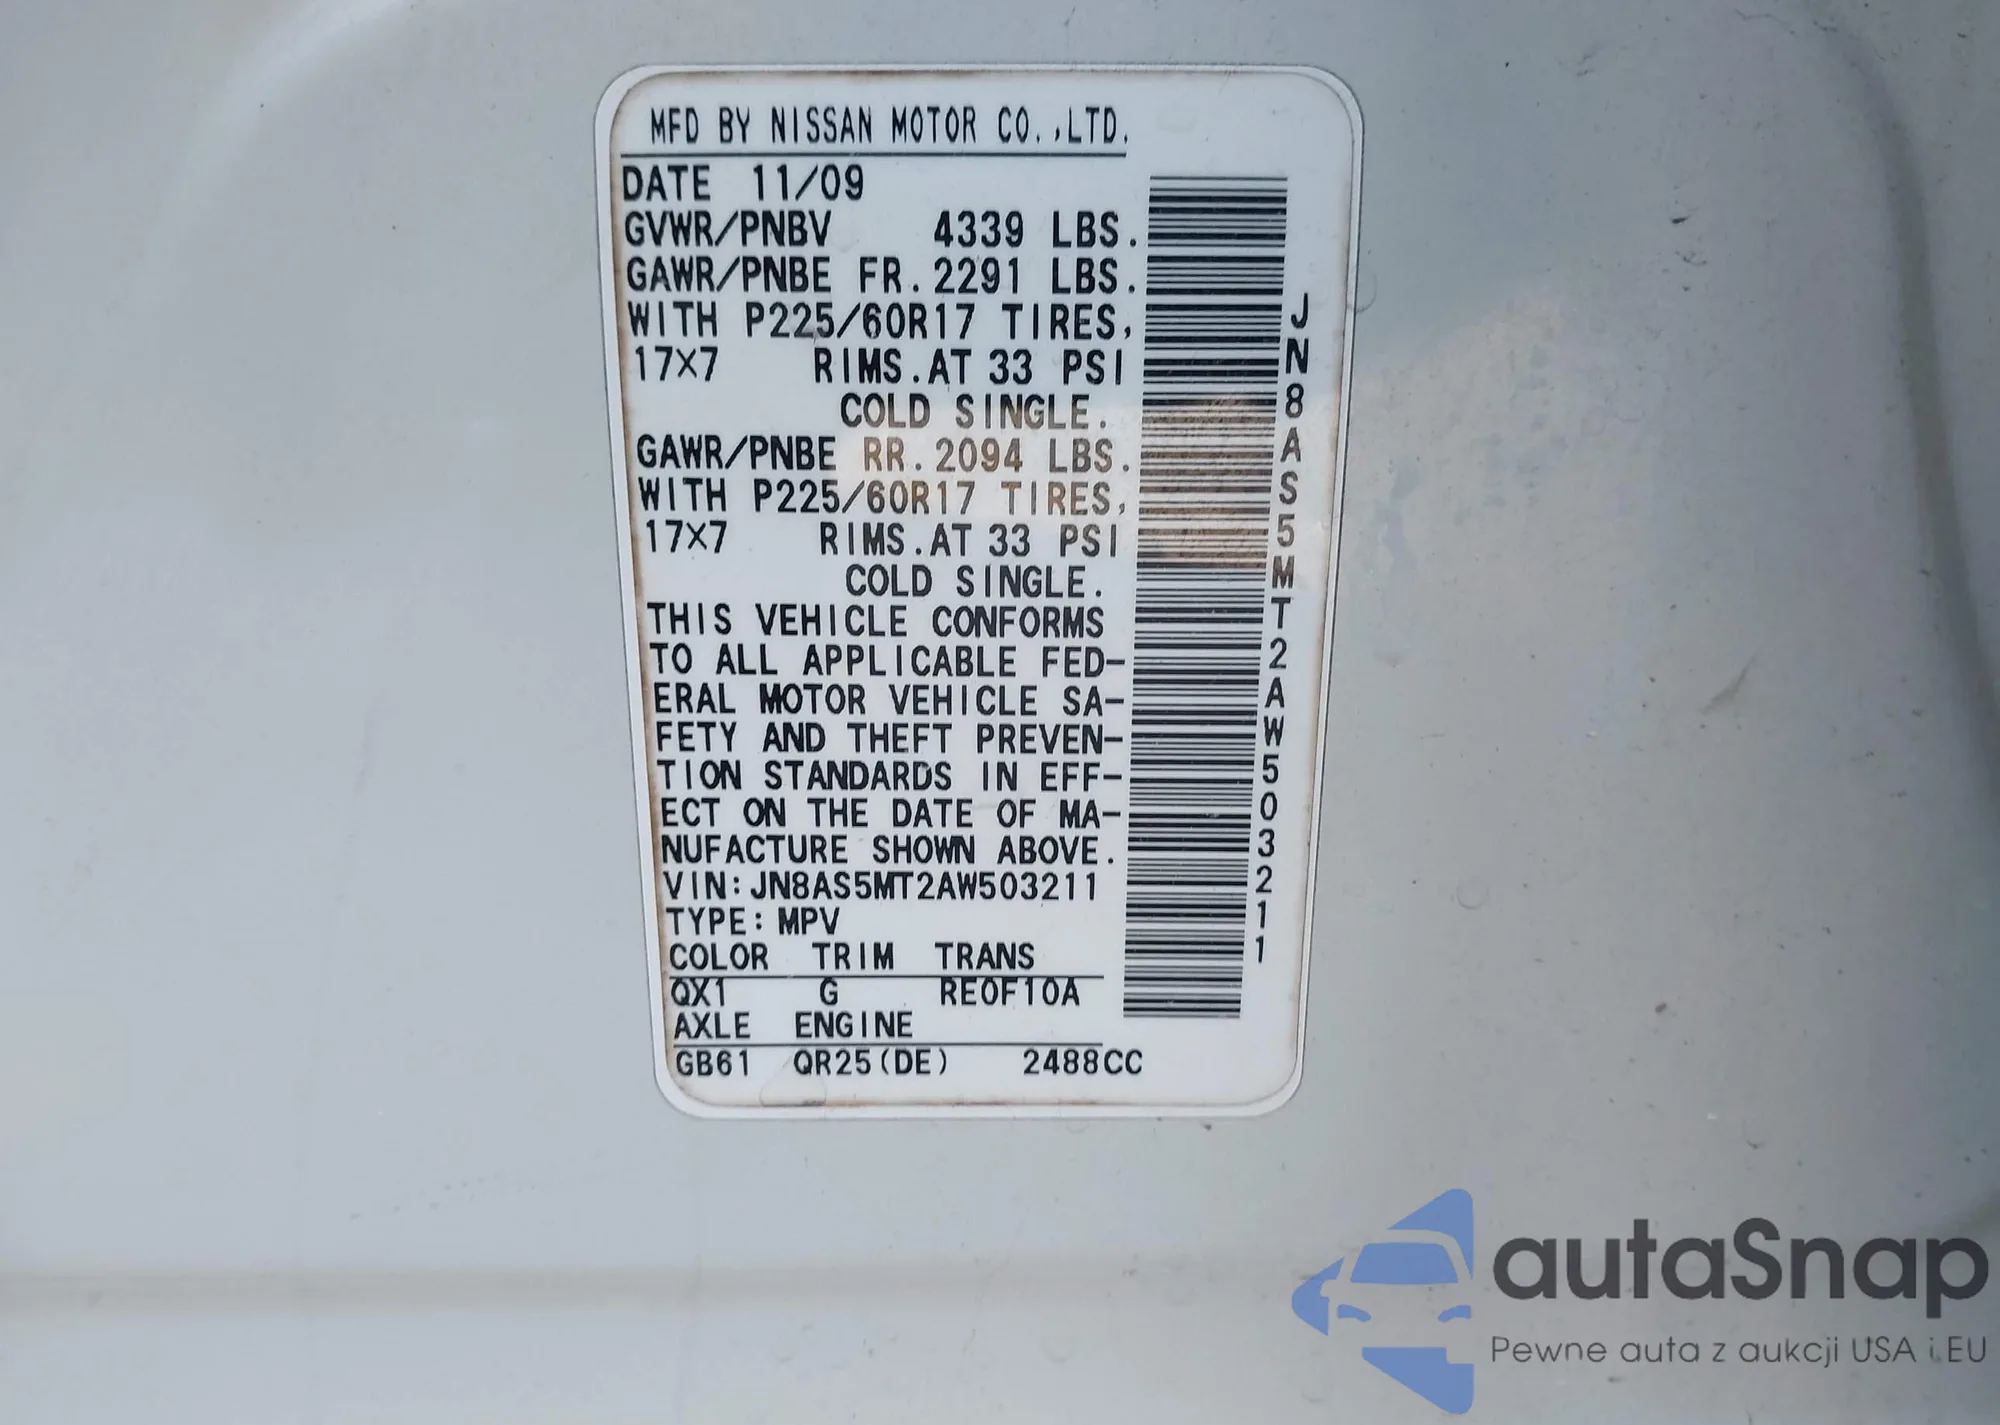 MFD BY NISSAN MOTOR CO.,LTD.
DATE 11/09
GVWR/PNBV 4339 LBS.
GAWR/PNBE FR.2291 LBS.
WITH P225/60R17 TIRES,
17X7 RIMS.AT 33 PSI
COLD SINGLE.
GAWR/PNBE RR.2094 LBS.
WITH P225/60R17 TIRES,
17X7 RIMS.AT 33 PSI
COLD SINGLE.
THIS VEHICLE CONFORMS
TO ALL APPLICABLE FED-
ERAL MOTOR VEHICLE SA-
FETY AND THEFT PREVEN-
TION STANDARDS IN EFF-
ECT ON THE DATE OF MA-
NUFACTURE SHOWN ABOVE.
VIN:JN8AS5MT2AW503211
TYPE:MPV
COLOR TRIM TRANS
QX1 G RE0F10A
AXLE ENGINE
GB61 QR25(DE) 2488CC
JN8AS5MT2AW503211
autaSnap
Pewne auta z aukcji USA i EU